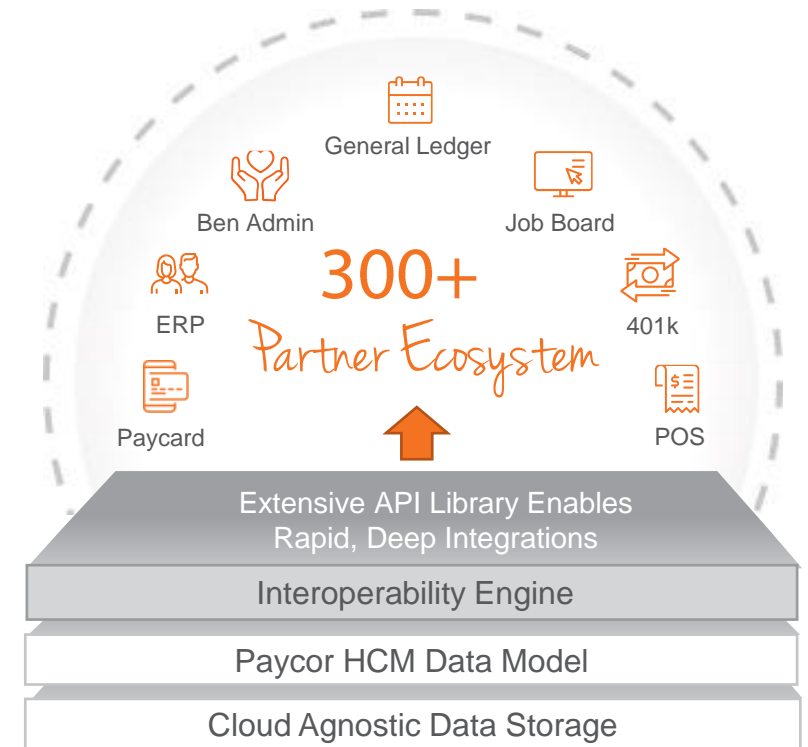 General Ledger
Ben Admin
Job Board
300+
ERP
401k
Partner Ecosystem
Paycard
POS
$
Extensive API Library Enables
Rapid, Deep Integrations
Interoperability Engine
Paycor HCM Data Model
Cloud Agnostic Data Storage